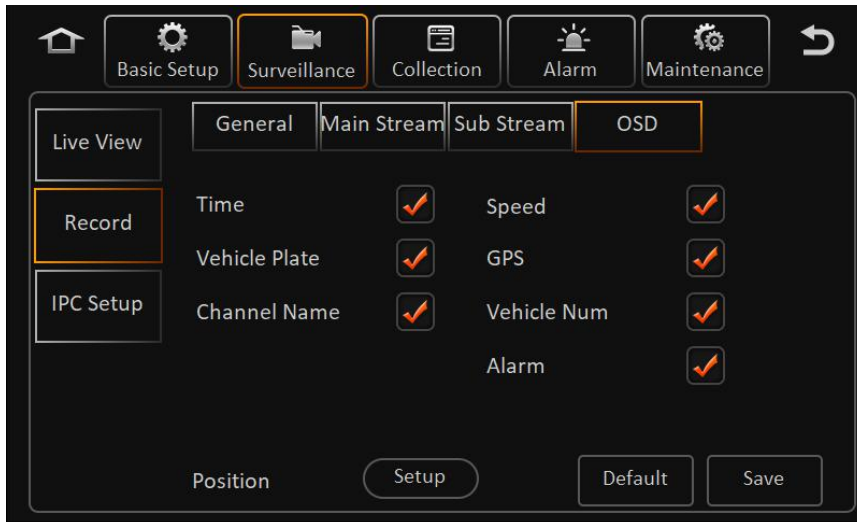 Basic Setup
Surveillance
Collection
Alarm
Maintenance
Live View
Record
IPC Setup
General
Main Stream
Sub Stream
OSD
Time
Speed
Vehicle Plate
GPS
Channel Name
Vehicle Num
Alarm
Position
Setup
Default
Save